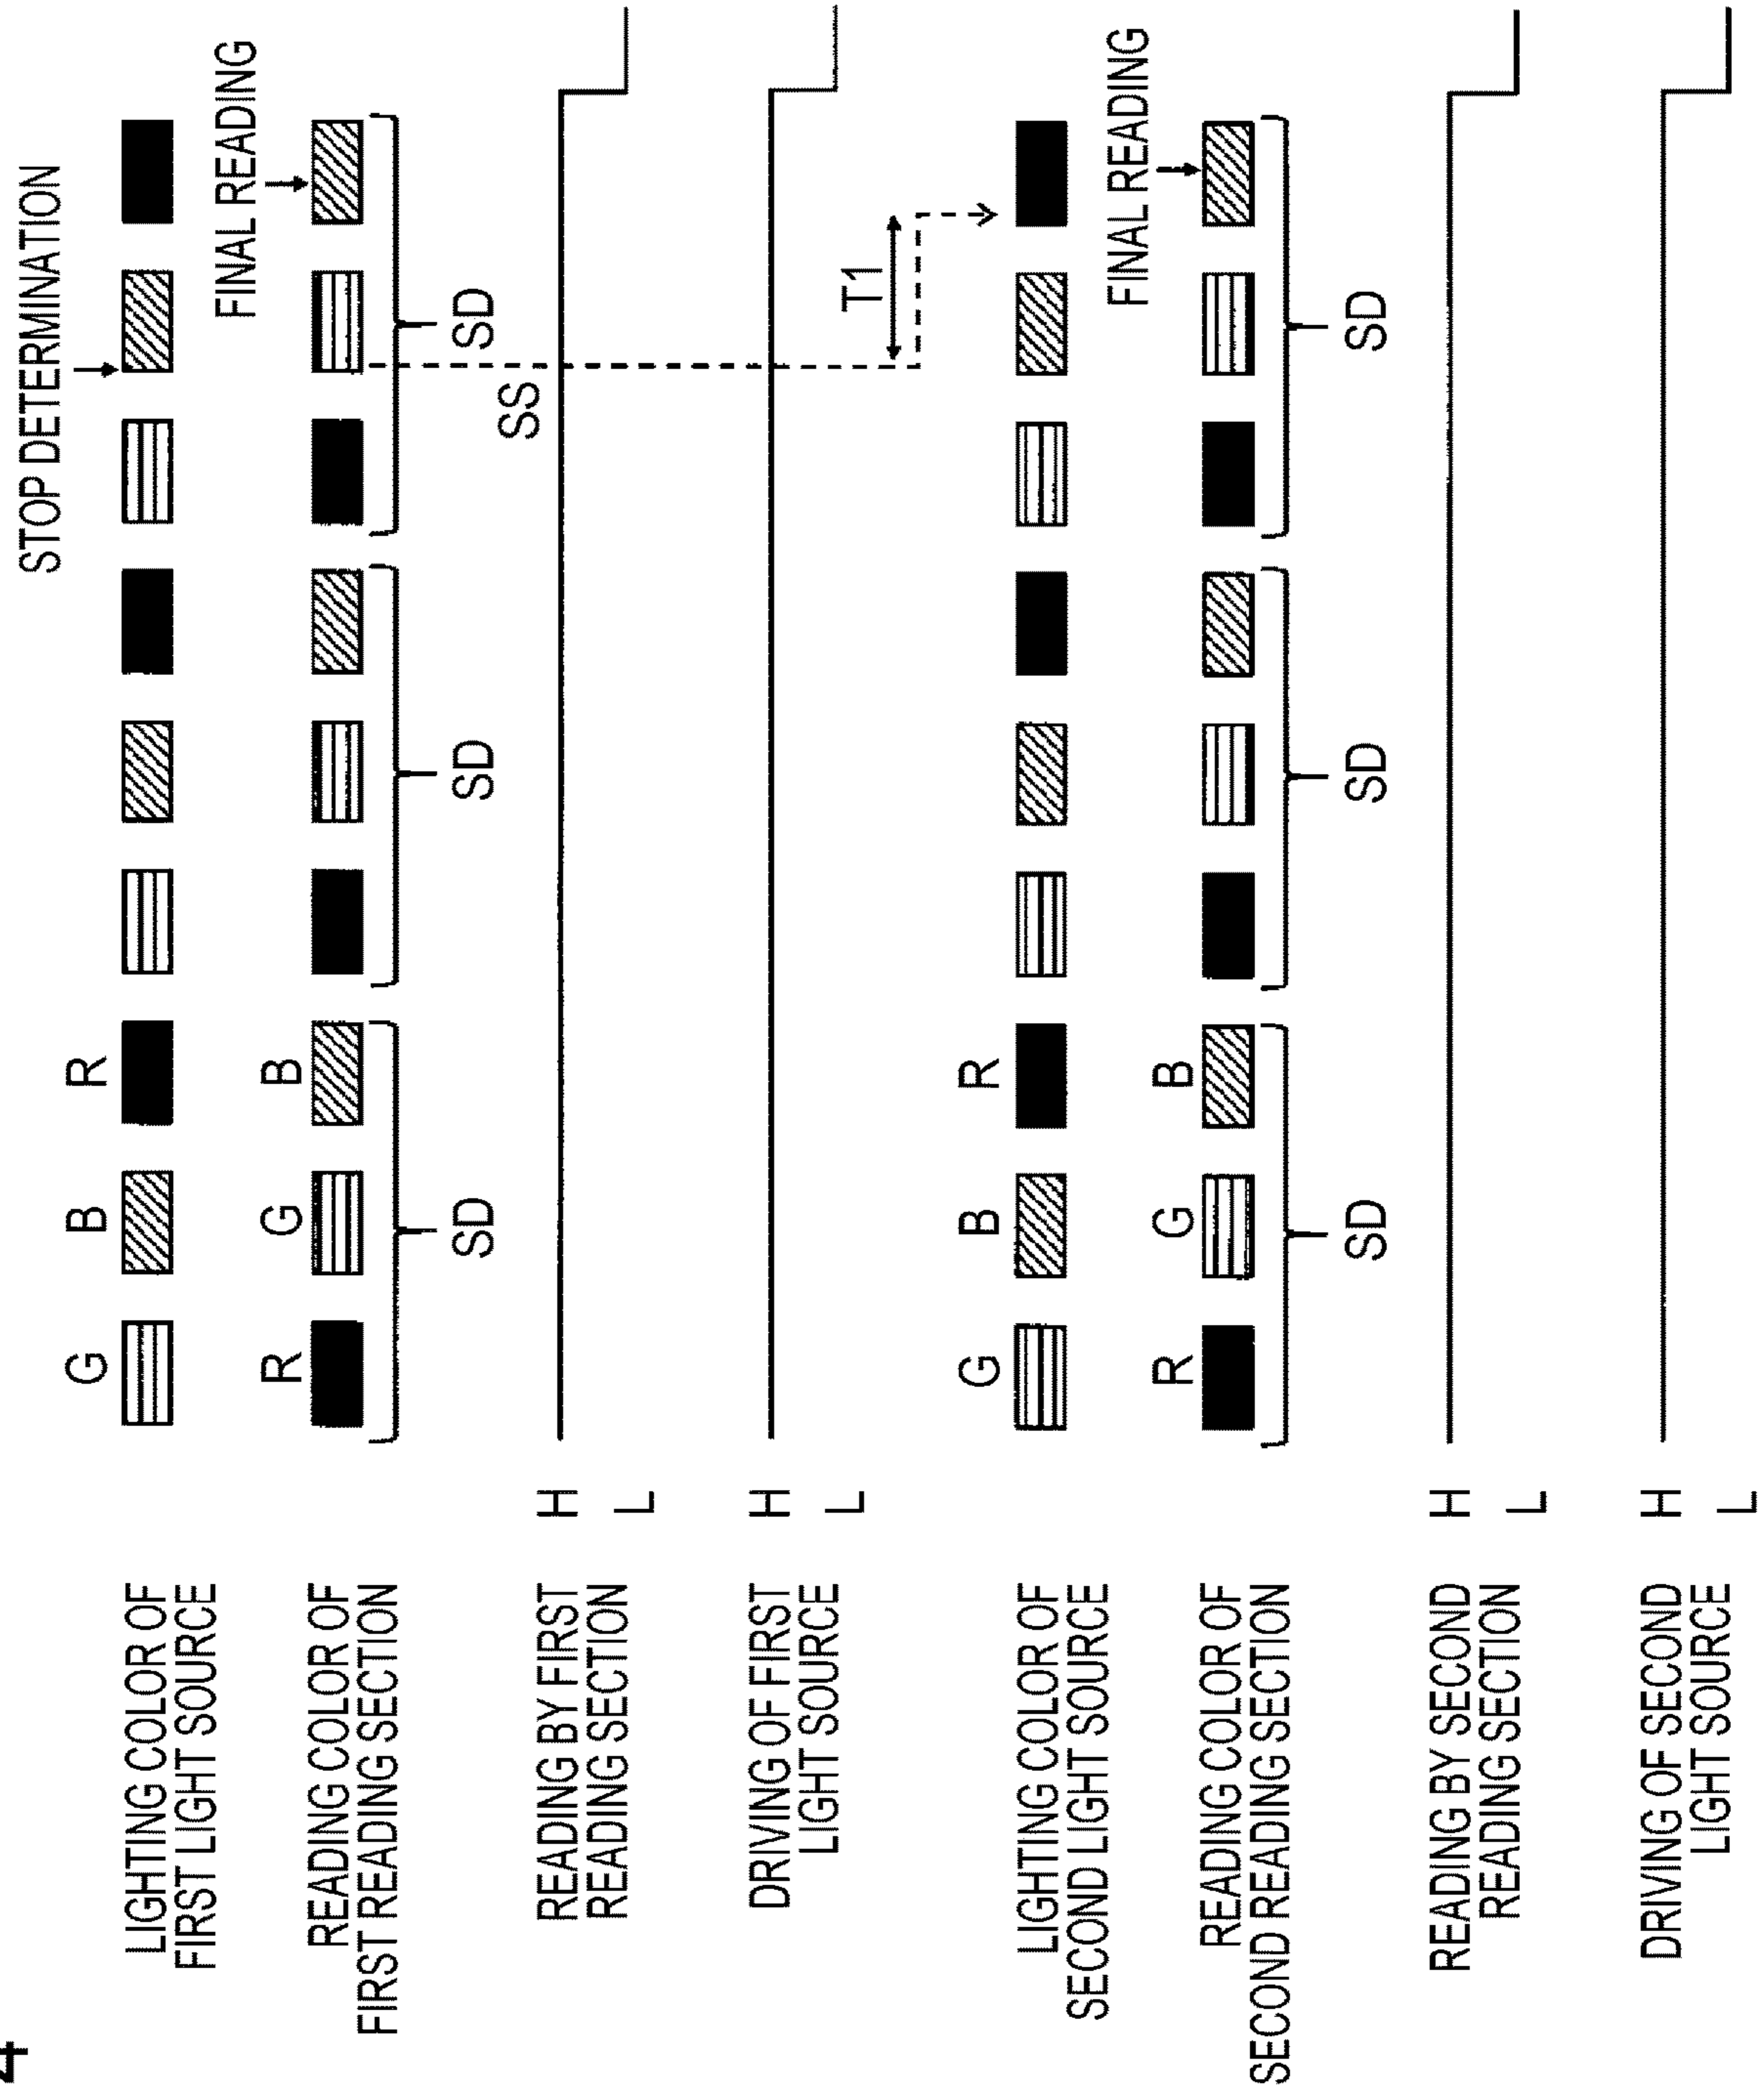 4
STOP DETERMINATION
G B R
LIGHTING COLOR OF
FIRST LIGHT SOURCE
FINAL READING
R G B
READING COLOR OF
FIRST READING SECTION
SD SD SD
SS
READING BY FIRST
READING SECTION
H
L
DRIVING OF FIRST
LIGHT SOURCE
H
L
T1
G B R
LIGHTING COLOR OF
SECOND LIGHT SOURCE
FINAL READING
R G B
READING COLOR OF
SECOND READING SECTION
SD SD SD
READING BY SECOND
READING SECTION
H
L
DRIVING OF SECOND
LIGHT SOURCE
H
L